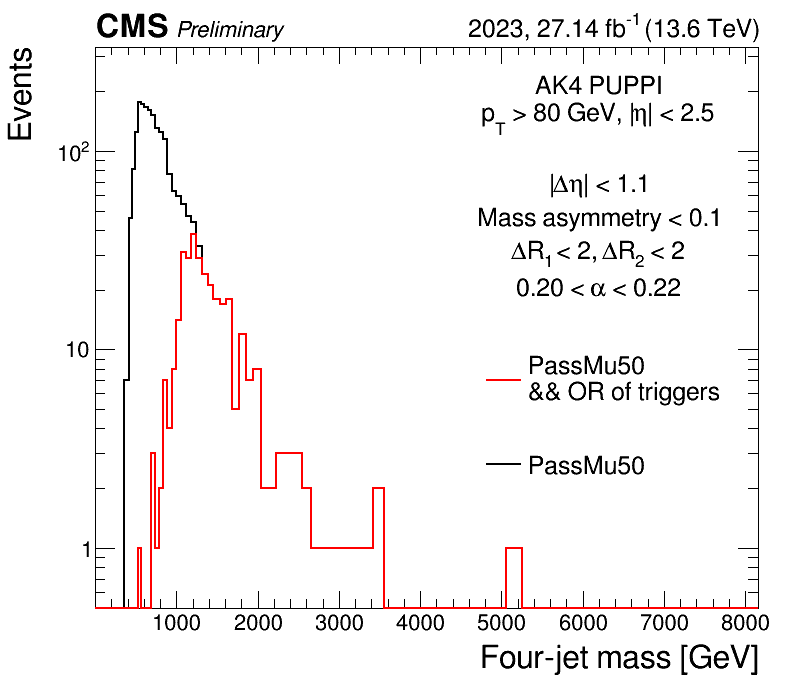 CMS Preliminary 2023, 27.14 fb⁻¹ (13.6 TeV)
Events
AK4 PUPPI
p_T > 80 GeV, |η| < 2.5
|Δη| < 1.1
Mass asymmetry < 0.1
ΔR₁ < 2, ΔR₂ < 2
0.20 < α < 0.22
PassMu50
&& OR of triggers
PassMu50
10²
10
1
1000 2000 3000 4000 5000 6000 7000 8000
Four-jet mass [GeV]